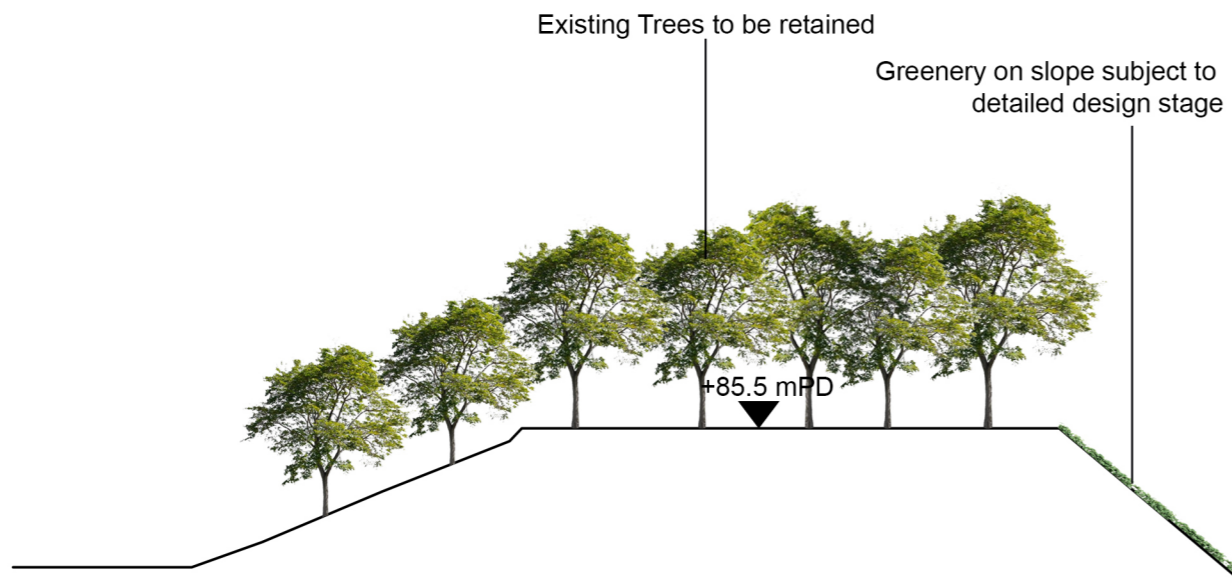 Existing Trees to be retained
Greenery on slope subject to
detailed design stage
+85.5 mPD